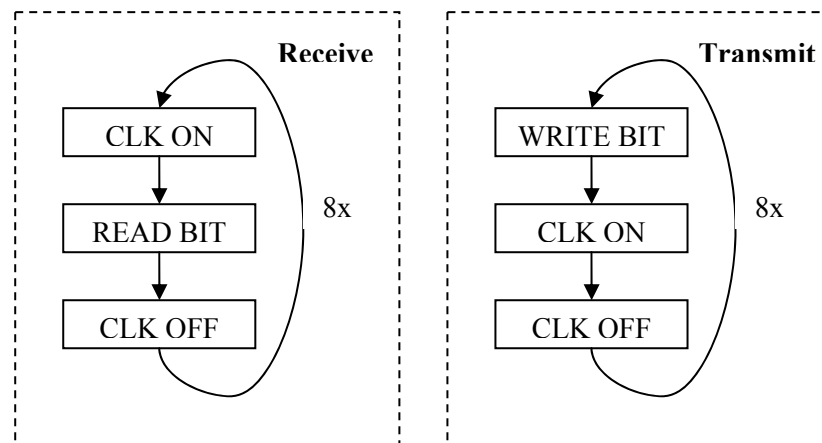 Receive
CLK ON
READ BIT
CLK OFF
8x
Transmit
WRITE BIT
CLK ON
CLK OFF
8x